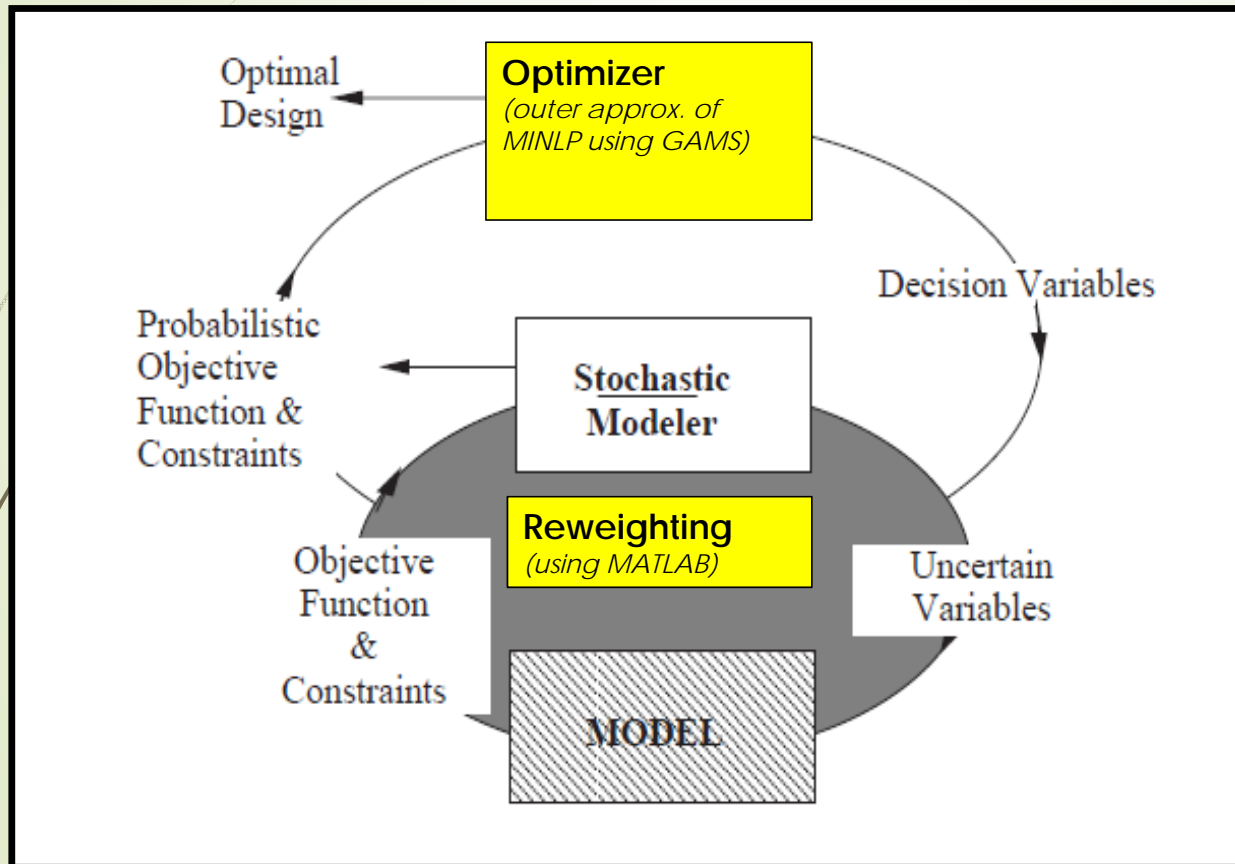 Optimal
Design
Optimizer
(outer approx. of
MINLP using GAMS)
Decision Variables
Probabilistic
Objective
Function &
Constraints
Stochastic
Modeler
Reweighting
(using MATLAB)
Objective
Function
&
Constraints
Uncertain
Variables
MODEL